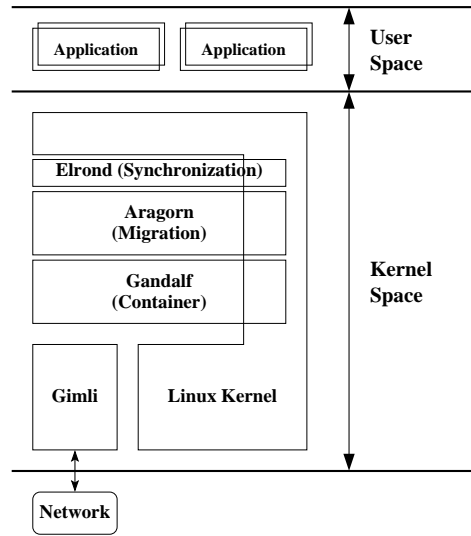 Application
Application
User
Space
Elrond (Synchronization)
Aragorn
(Migration)
Gandalf
(Container)
Kernel
Space
Gimli
Linux Kernel
Network